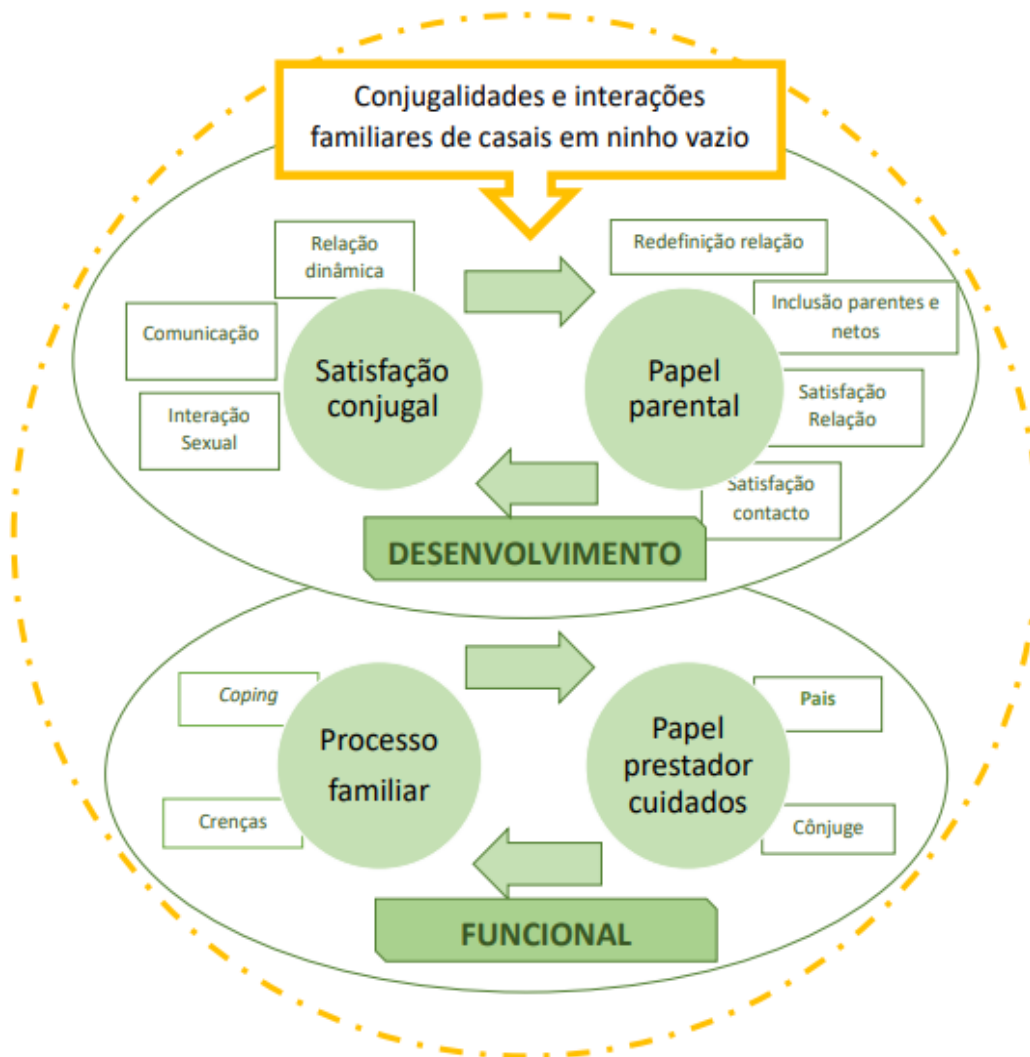 Conjugalidades e interações
familiares de casais em ninho vazio
Relação
dinâmica
Comunicação
Interação
Sexual
Satisfação
conjugal
Redefinição relação
Inclusão parentes e
netos
Satisfação
Relação
Satisfação
contacto
Papel
parental
DESENVOLVIMENTO
Coping
Crenças
Processo
familiar
Pais
Cônjuge
Papel
prestador
cuidados
FUNCIONAL